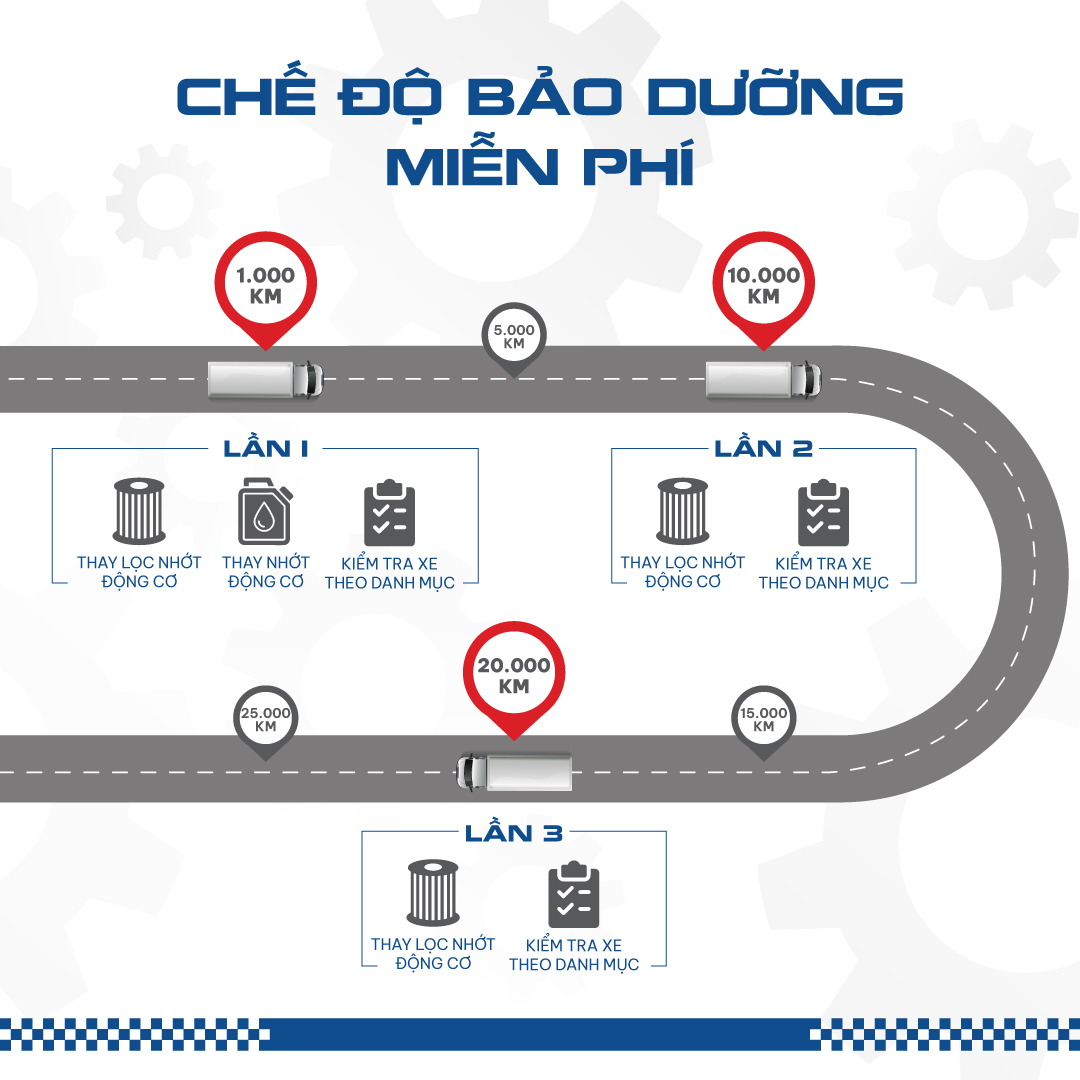 CHẾ ĐỘ BẢO DƯỠNG
MIỄN PHÍ
1.000
KM
5.000
KM
10.000
KM
LẦN 1
THAY LỌC NHỚT
ĐỘNG CƠ
THAY NHỚT
ĐỘNG CƠ
KIỂM TRA XE
THEO DANH MỤC
LẦN 2
THAY LỌC NHỚT
ĐỘNG CƠ
KIỂM TRA XE
THEO DANH MỤC
25.000
KM
20.000
KM
15.000
KM
LẦN 3
THAY LỌC NHỚT
ĐỘNG CƠ
KIỂM TRA XE
THEO DANH MỤC